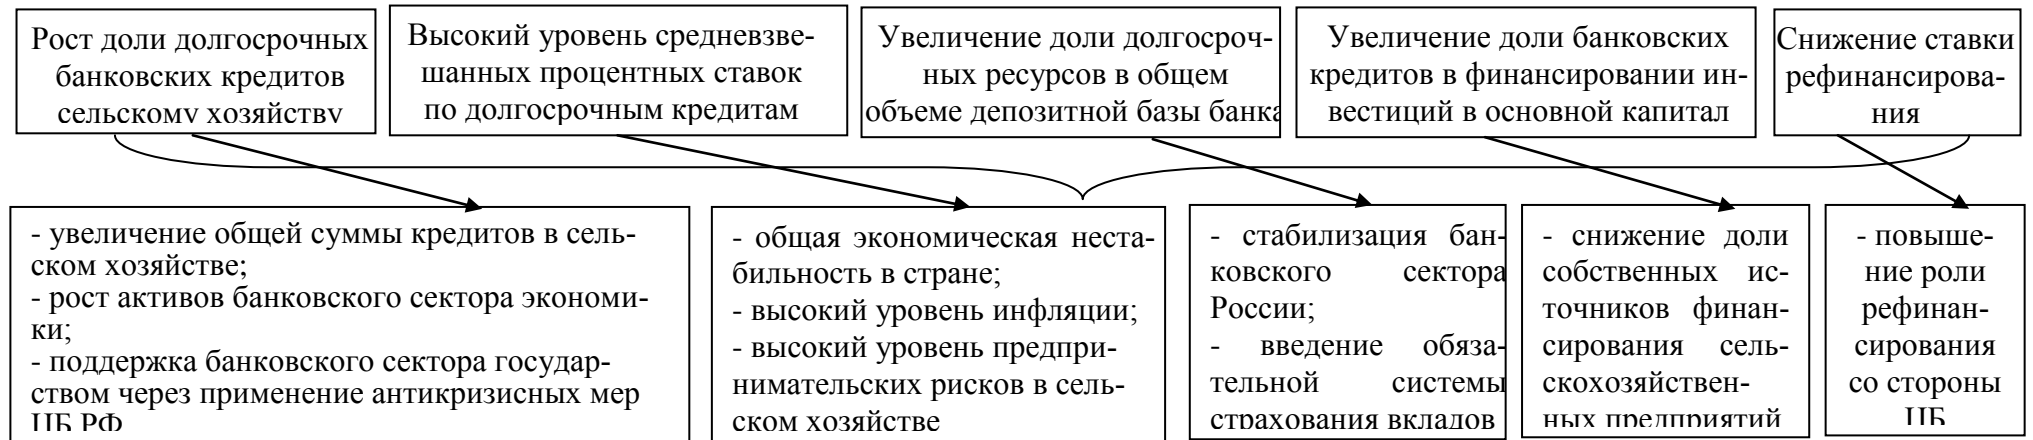 Рост доли долгосрочных
банковских кредитов
сельскому хозяйству
Высокий уровень средневзве-
шанных процентных ставок
по долгосрочным кредитам
Увеличение доли долгосроч-
ных ресурсов в общем
объеме депозитной базы банка
Увеличение доли банковских
кредитов в финансировании ин-
вестиций в основной капитал
Снижение ставки
рефинансирова-
ния
- увеличение общей суммы кредитов в сель-
ском хозяйстве;
- рост активов банковского сектора экономи-
ки;
- поддержка банковского сектора государ-
ством через применение антикризисных мер
ЦБ РФ
- общая экономическая неста-
бильность в стране;
- высокий уровень инфляции;
- высокий уровень предпри-
нимательских рисков в сель-
ском хозяйстве
- стабилизация бан-
ковского сектора
России;
- введение обяза-
тельной системы
страхования вкладов
- снижение доли
собственных ис-
точников финан-
сирования сель-
скохозяйствен-
ных предприятий
- повыше-
ние роли
рефинан-
сирования
со стороны
ЦБ